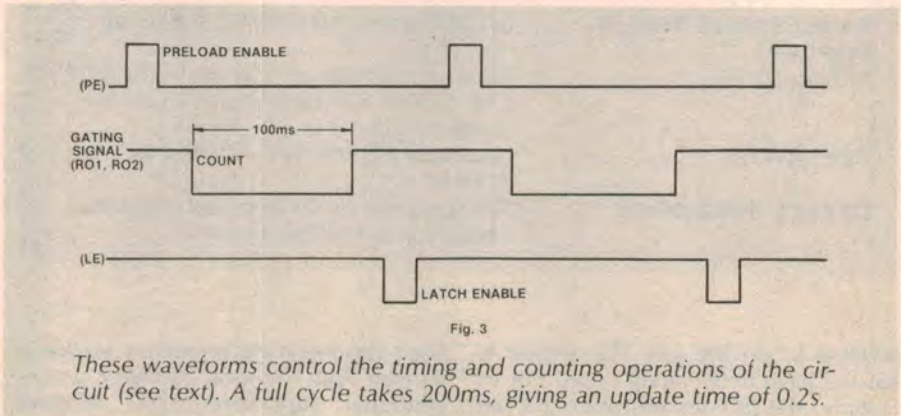 PRELOAD ENABLE
(PE)
100ms
GATING
SIGNAL
(RO1, RO2)
COUNT
(LE)
LATCH ENABLE
Fig. 3
These waveforms control the timing and counting operations of the cir-
cuit (see text). A full cycle takes 200ms, giving an update time of 0.2s.